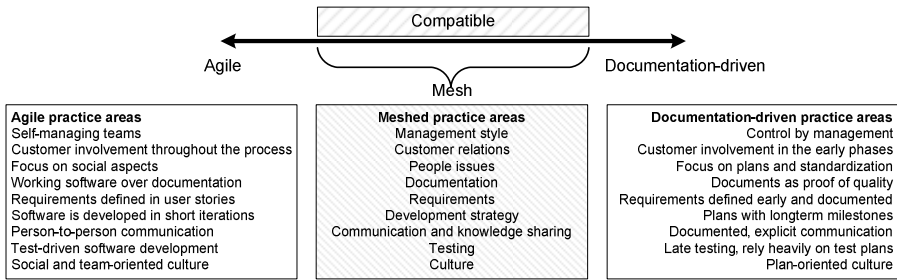 Compatible
Agile
Documentation-driven
Mesh
Agile practice areas
Self-managing teams
Customer involvement throughout the process
Focus on social aspects
Working software over documentation
Requirements defined in user stories
Software is developed in short iterations
Person-to-person communication
Test-driven software development
Social and team-oriented culture
Meshed practice areas
Management style
Customer relations
People issues
Documentation
Requirements
Development strategy
Communication and knowledge sharing
Testing
Culture
Documentation-driven practice areas
Control by management
Customer involvement in the early phases
Focus on plans and standardization
Documents as proof of quality
Requirements defined early and documented
Plans with longterm milestones
Documented, explicit communication
Late testing, rely heavily on test plans
Plan-oriented culture